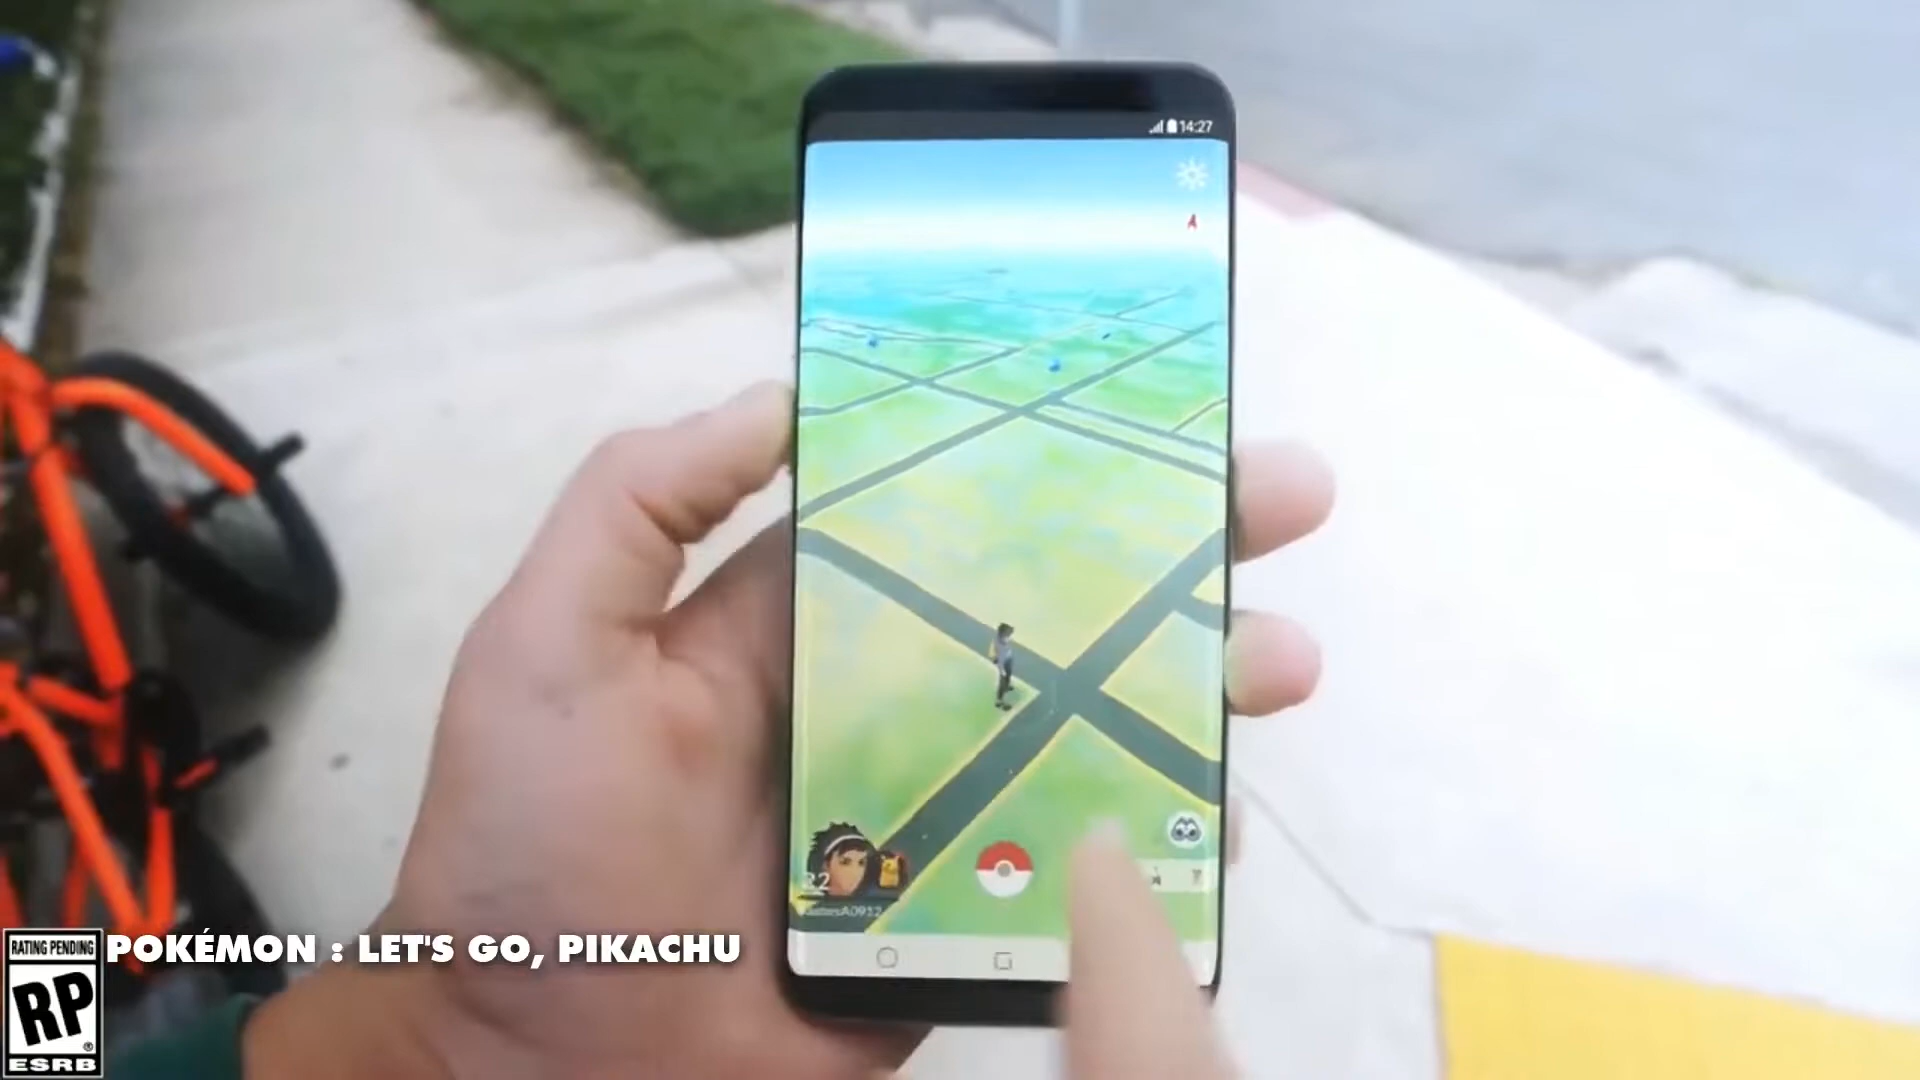 14:27
RATING PENDING
RP
®
ESRB
POKÉMON : LET'S GO, PIKACHU